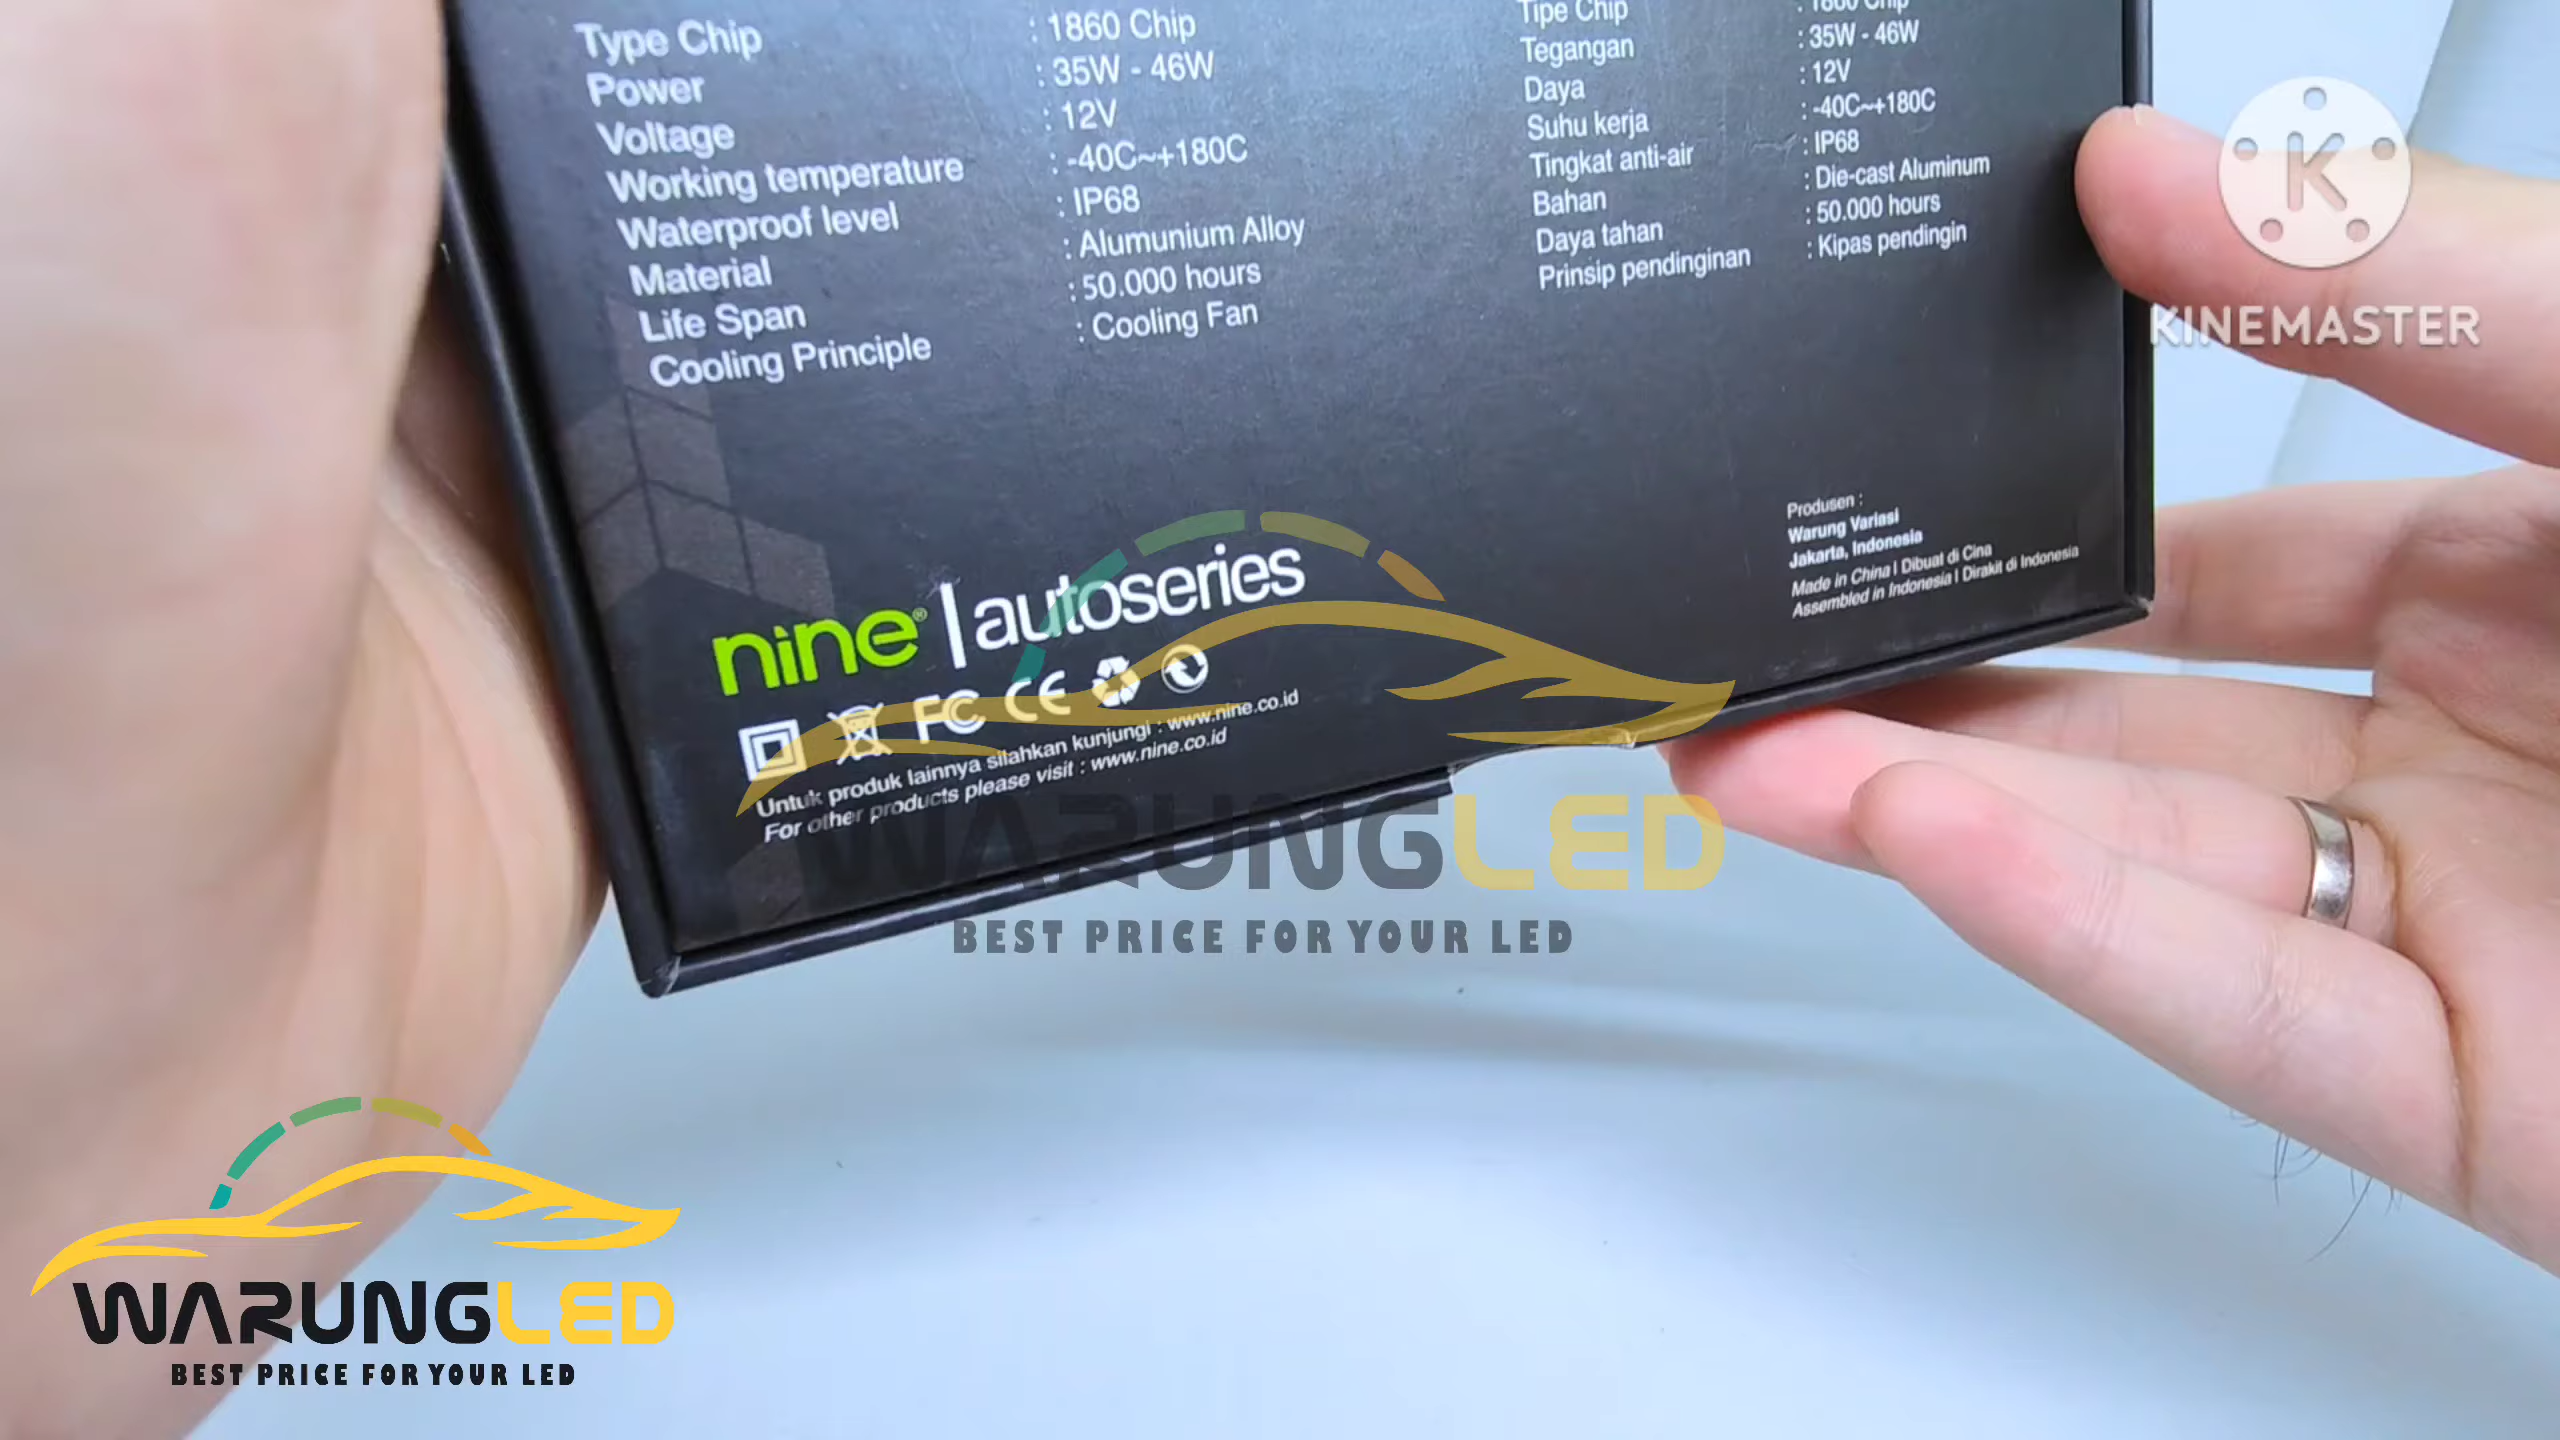 Type Chip : 1860 Chip
Power : 35W - 46W
Voltage : 12V
Working temperature : -40C~+180C
Waterproof level : IP68
Material : Alumunium Alloy
Life Span : 50.000 hours
Cooling Principle : Cooling Fan
Tipe Chip : 1860 Chip
Tegangan : 35W - 46W
Daya : 12V
Suhu kerja : -40C~+180C
Tingkat anti-air : IP68
Bahan : Die-cast Aluminum
Daya tahan : 50.000 hours
Prinsip pendinginan : Kipas pendingin
K
KINEMASTER
Produsen :
Warung Variasi
Jakarta, Indonesia
Made in China | Dibuat di Cina
Assembled in Indonesia | Dirakit di Indonesia
nine® | autoseries
FC CE
Untuk produk lainnya silahkan kunjungi : www.nine.co.id
For other products please visit : www.nine.co.id
WARUNGLED
BEST PRICE FOR YOUR LED
WARUNGLED
BEST PRICE FOR YOUR LED